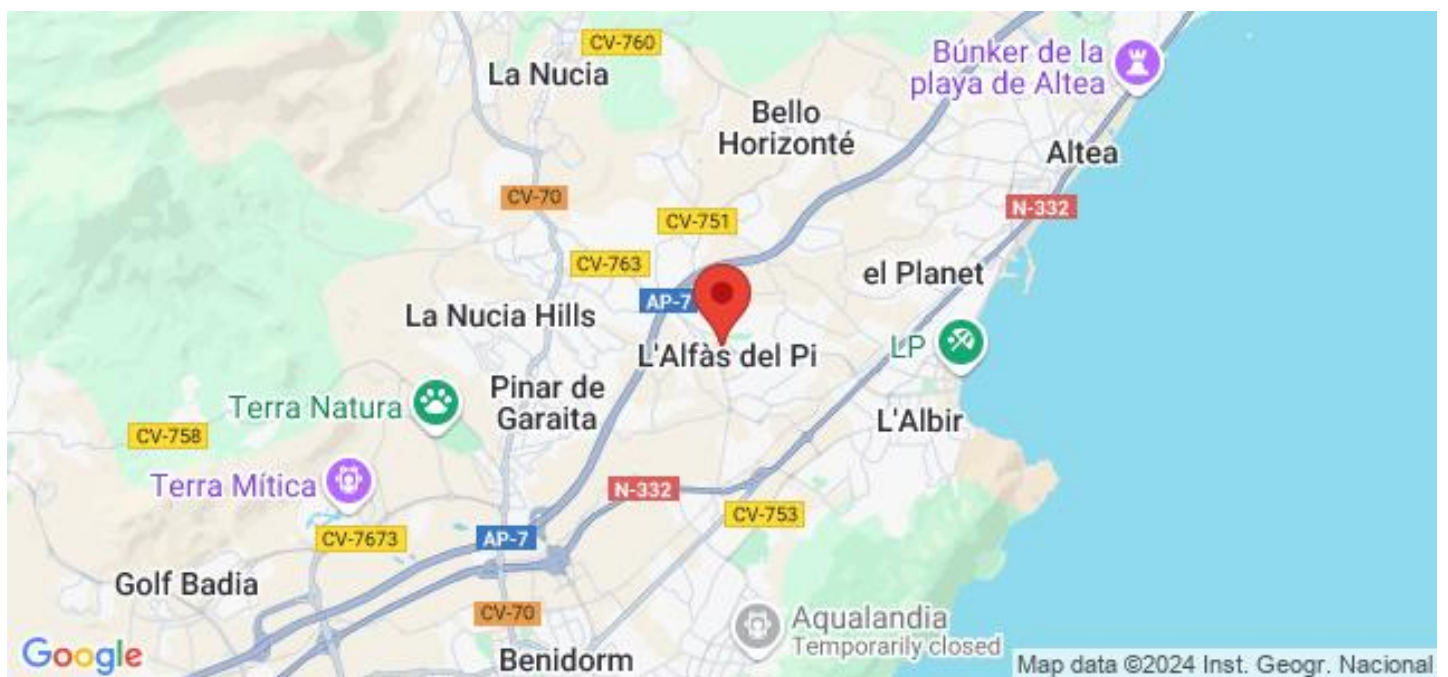 CV-760
La Nucia
Búnker de la
playa de Altea
Bello
Horizonté
Altea
CV-70
N-332
CV-751
CV-763
el Planet
AP-7
La Nucia Hills
L'Alfàs del Pi
LP
Terra Natura
Pinar de
Garaita
L'Albir
CV-758
Terra Mítica
N-332
CV-753
CV-7673
AP-7
Golf Badia
CV-70
Aqualandia
Temporarily closed
Google
Benidorm
Map data ©2024 Inst. Geogr. Nacional